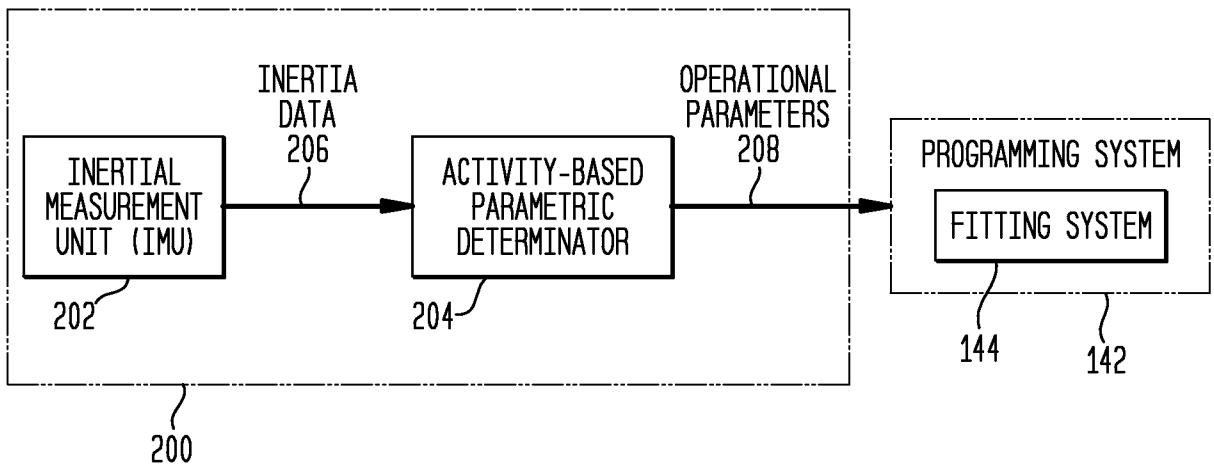 INERTIA
DATA
206
OPERATIONAL
PARAMETERS
208
INERTIAL
MEASUREMENT
UNIT (IMU)
202
ACTIVITY-BASED
PARAMETRIC
DETERMINATOR
204
PROGRAMMING SYSTEM
FITTING SYSTEM
144
142
200